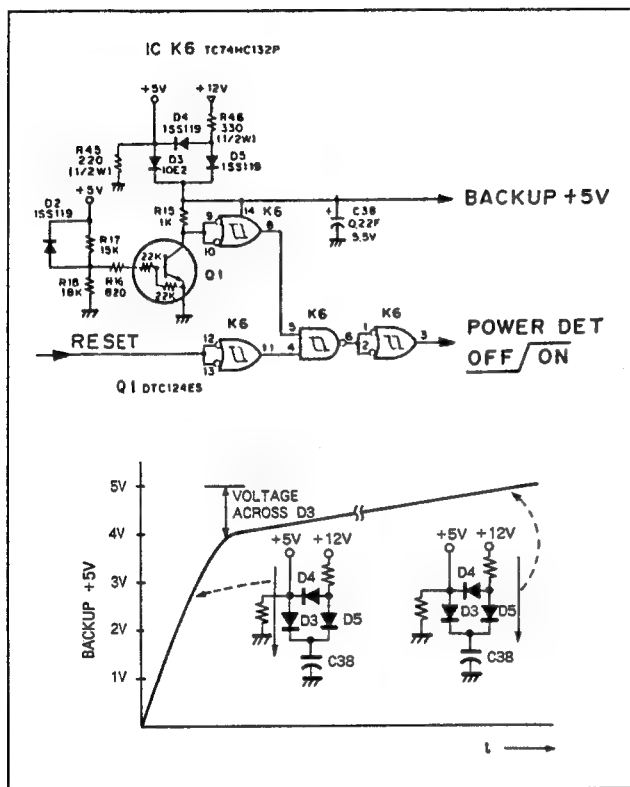 IC K6 TC74HC132P
+5V +12V
D4
1SS119
R46
330
(1/2W)
R45
220
(1/2W)
D3
10E2
D5
1SS119
+5V
D2
1SS119
R17
15K
R15
1K
9
10
14
K6
8
+
C38
0.22F
5.5V
BACKUP +5V
R18
18K
R16
820
22K
22K
Q1
RESET
12
13
K6
11
5
4
K6
6
1
2
K6
3
POWER DET
OFF/ON
Q1 DTC124ES
5V
VOLTAGE
ACROSS D3
4V
3V
2V
1V
BACKUP +5V
+5V +12V
D4
D3 D5
C38
+5V +12V
D4
D3 D5
C38
t